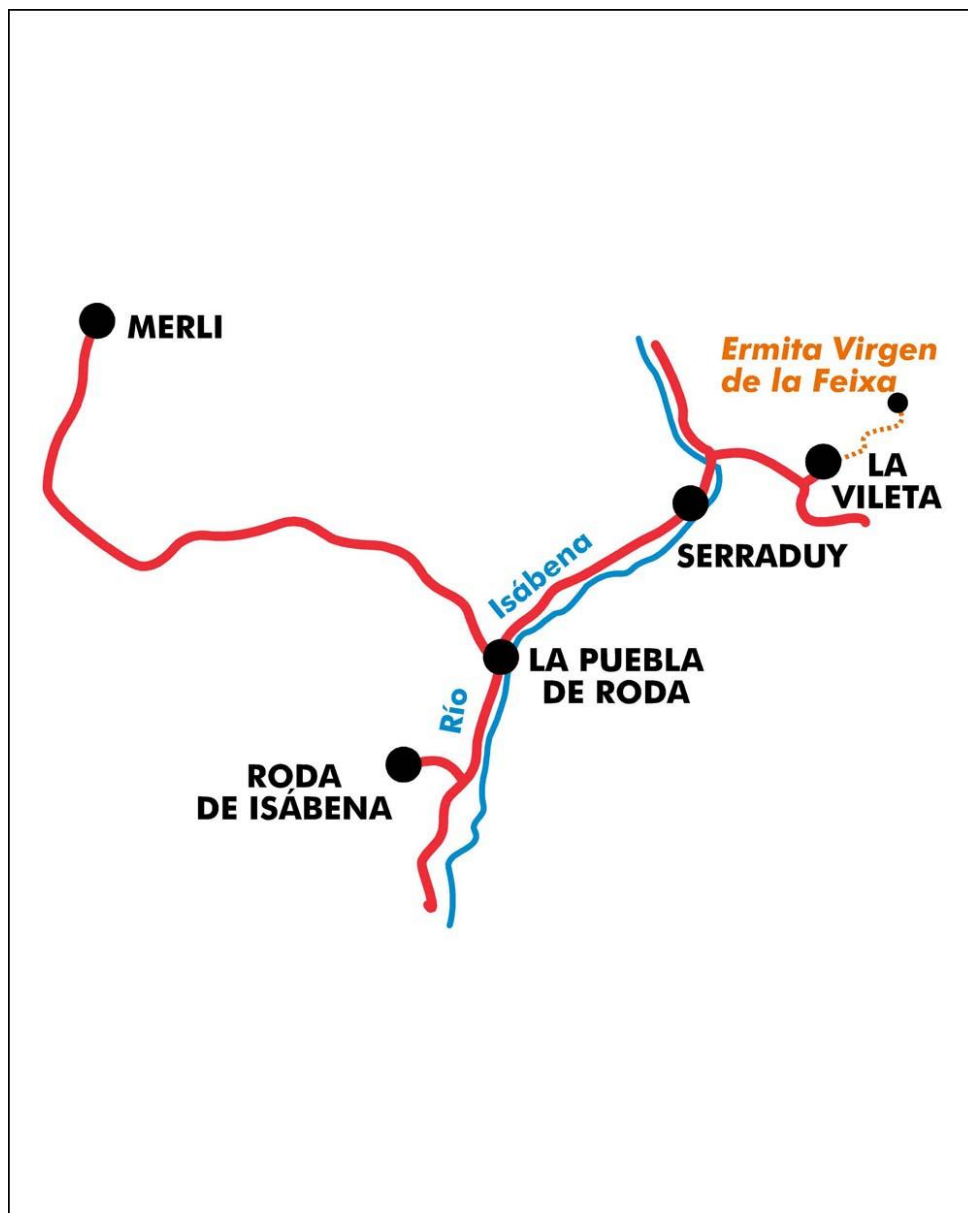 MERLI
Ermita Virgen
de la Feixa
LA
VILETA
SERRADUY
Isábena
LA PUEBLA
DE RODA
Río
RODA
DE ISÁBENA